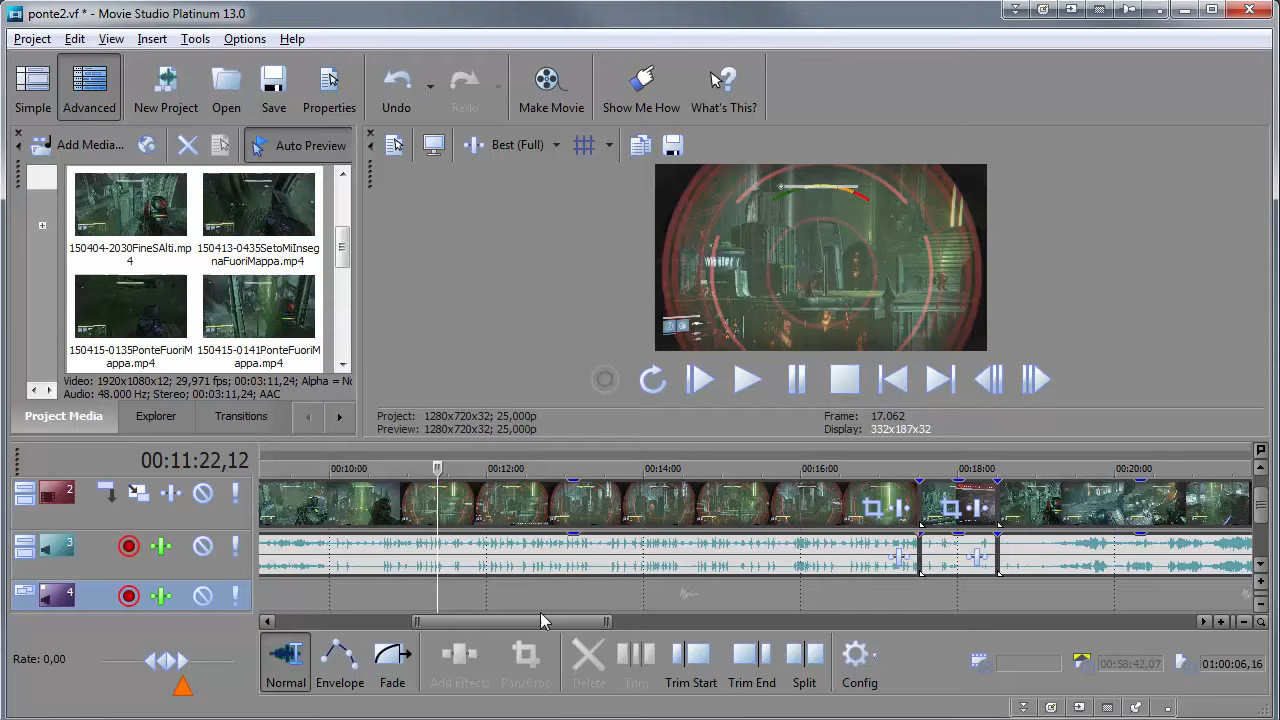 ponte2.vf * - Movie Studio Platinum 13.0
Project Edit View Insert Tools Options Help
Simple Advanced New Project Open Save Properties Undo Redo Make Movie Show Me How What's This?
Add Media... Auto Preview Best (Full)
150404-2030FineSAlti.mp4
150413-0435SetoMiInsegnaFuoriMappa.mp4
150415-0135PonteFuoriMappa.mp4
150415-0141PonteFuoriMappa.mp4
Video: 1920x1080x12; 29,971 fps; 00:03:11,24; Alpha = No
Audio: 48.000 Hz; Stereo; 00:03:11,24; AAC
Project Media Explorer Transitions
Project: 1280x720x32; 25,000p
Preview: 1280x720x32; 25,000p
Frame: 17.062
Display: 332x187x32
00:11:22,12
00:10:00 00:12:00 00:14:00 00:16:00 00:18:00 00:20:00
2
3
4
Rate: 0,00
Normal Envelope Fade Add Effects Pan/Crop Delete Trim Trim Start Trim End Split Config
00:58:42,07 01:00:06,16